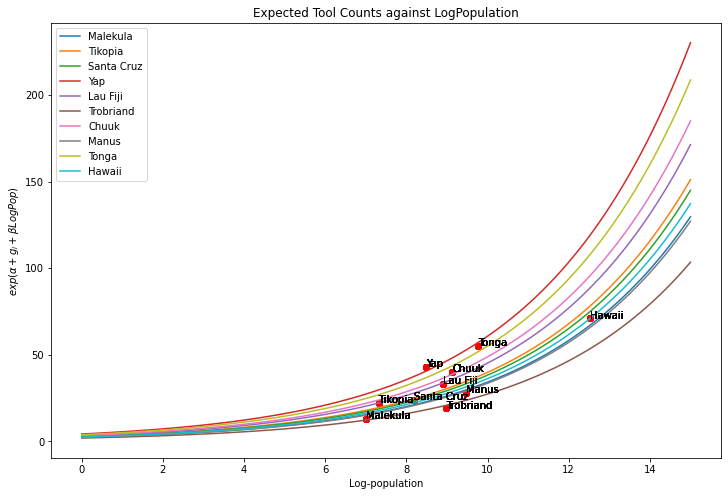 Expected Tool Counts against LogPopulation
Malekula
Tikopia
Santa Cruz
Yap
Lau Fiji
Trobriand
Chuuk
Manus
Tonga
Hawaii
200
150
100
50
0
exp(α + gᵢ + βLogPop)
Hawaii
Tonga
Yap
Chuuk
Lau Fiji
Manus
Tikopia
Santa Cruz
Trobriand
Malekula
0 2 4 6 8 10 12 14
Log-population